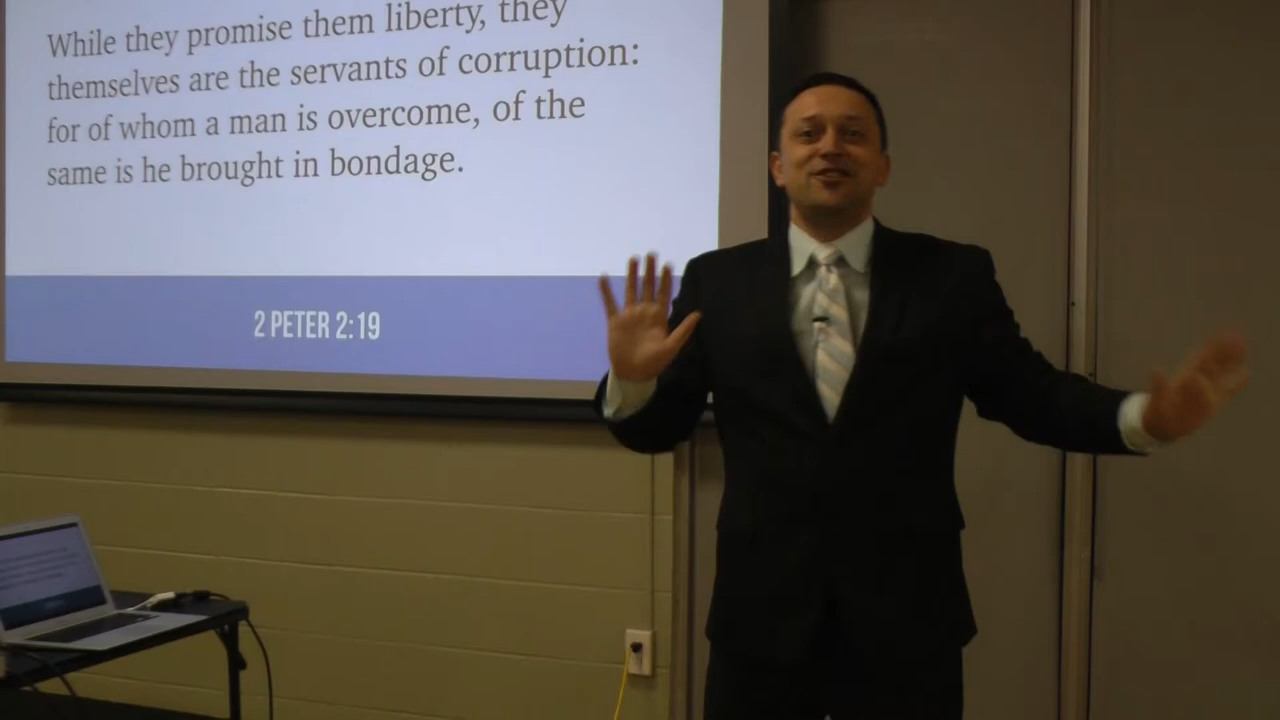 While they promise them liberty, they
themselves are the servants of corruption:
for of whom a man is overcome, of the
same is he brought in bondage.
2 PETER 2:19